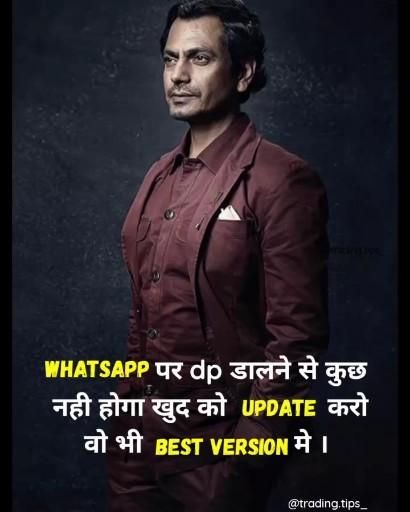 WHATSAPP पर dp डालने से कुछ
नही होगा खुद को UPDATE करो
वो भी BEST VERSION मे ।
@trading.tips_